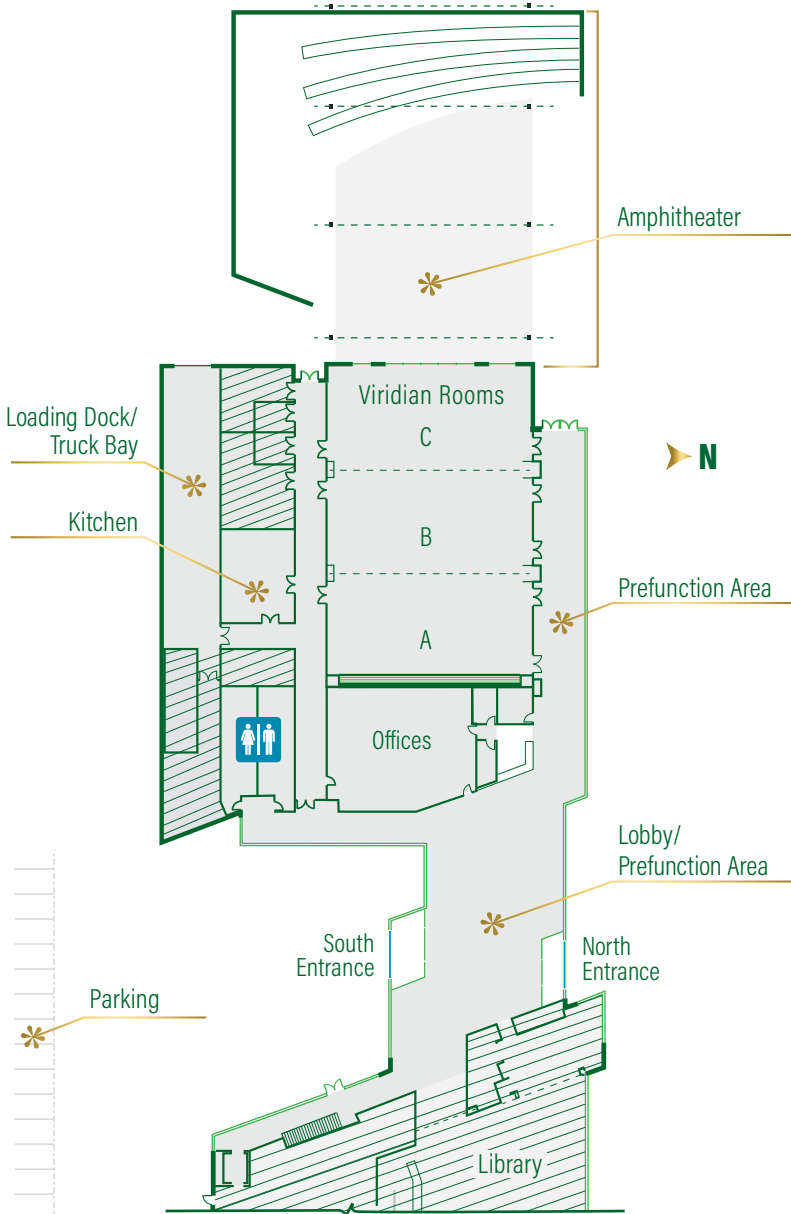 Amphitheater
Viridian Rooms
C
Loading Dock/
Truck Bay
N
Kitchen
B
Prefunction Area
A
Offices
Lobby/
Prefunction Area
South
Entrance
North
Entrance
Parking
Library